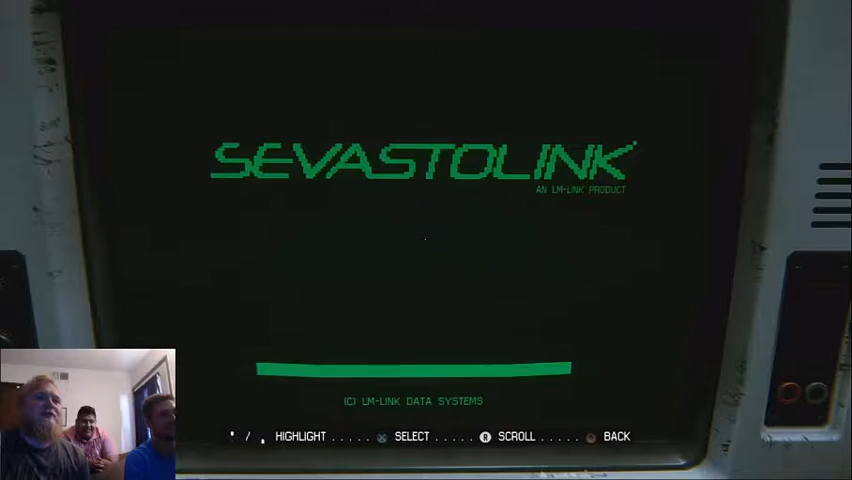 SEVASTOLINK
AN LM-LINK PRODUCT
(C) LM-LINK DATA SYSTEMS
/ HIGHLIGHT ..... SELECT ..... R SCROLL ..... BACK